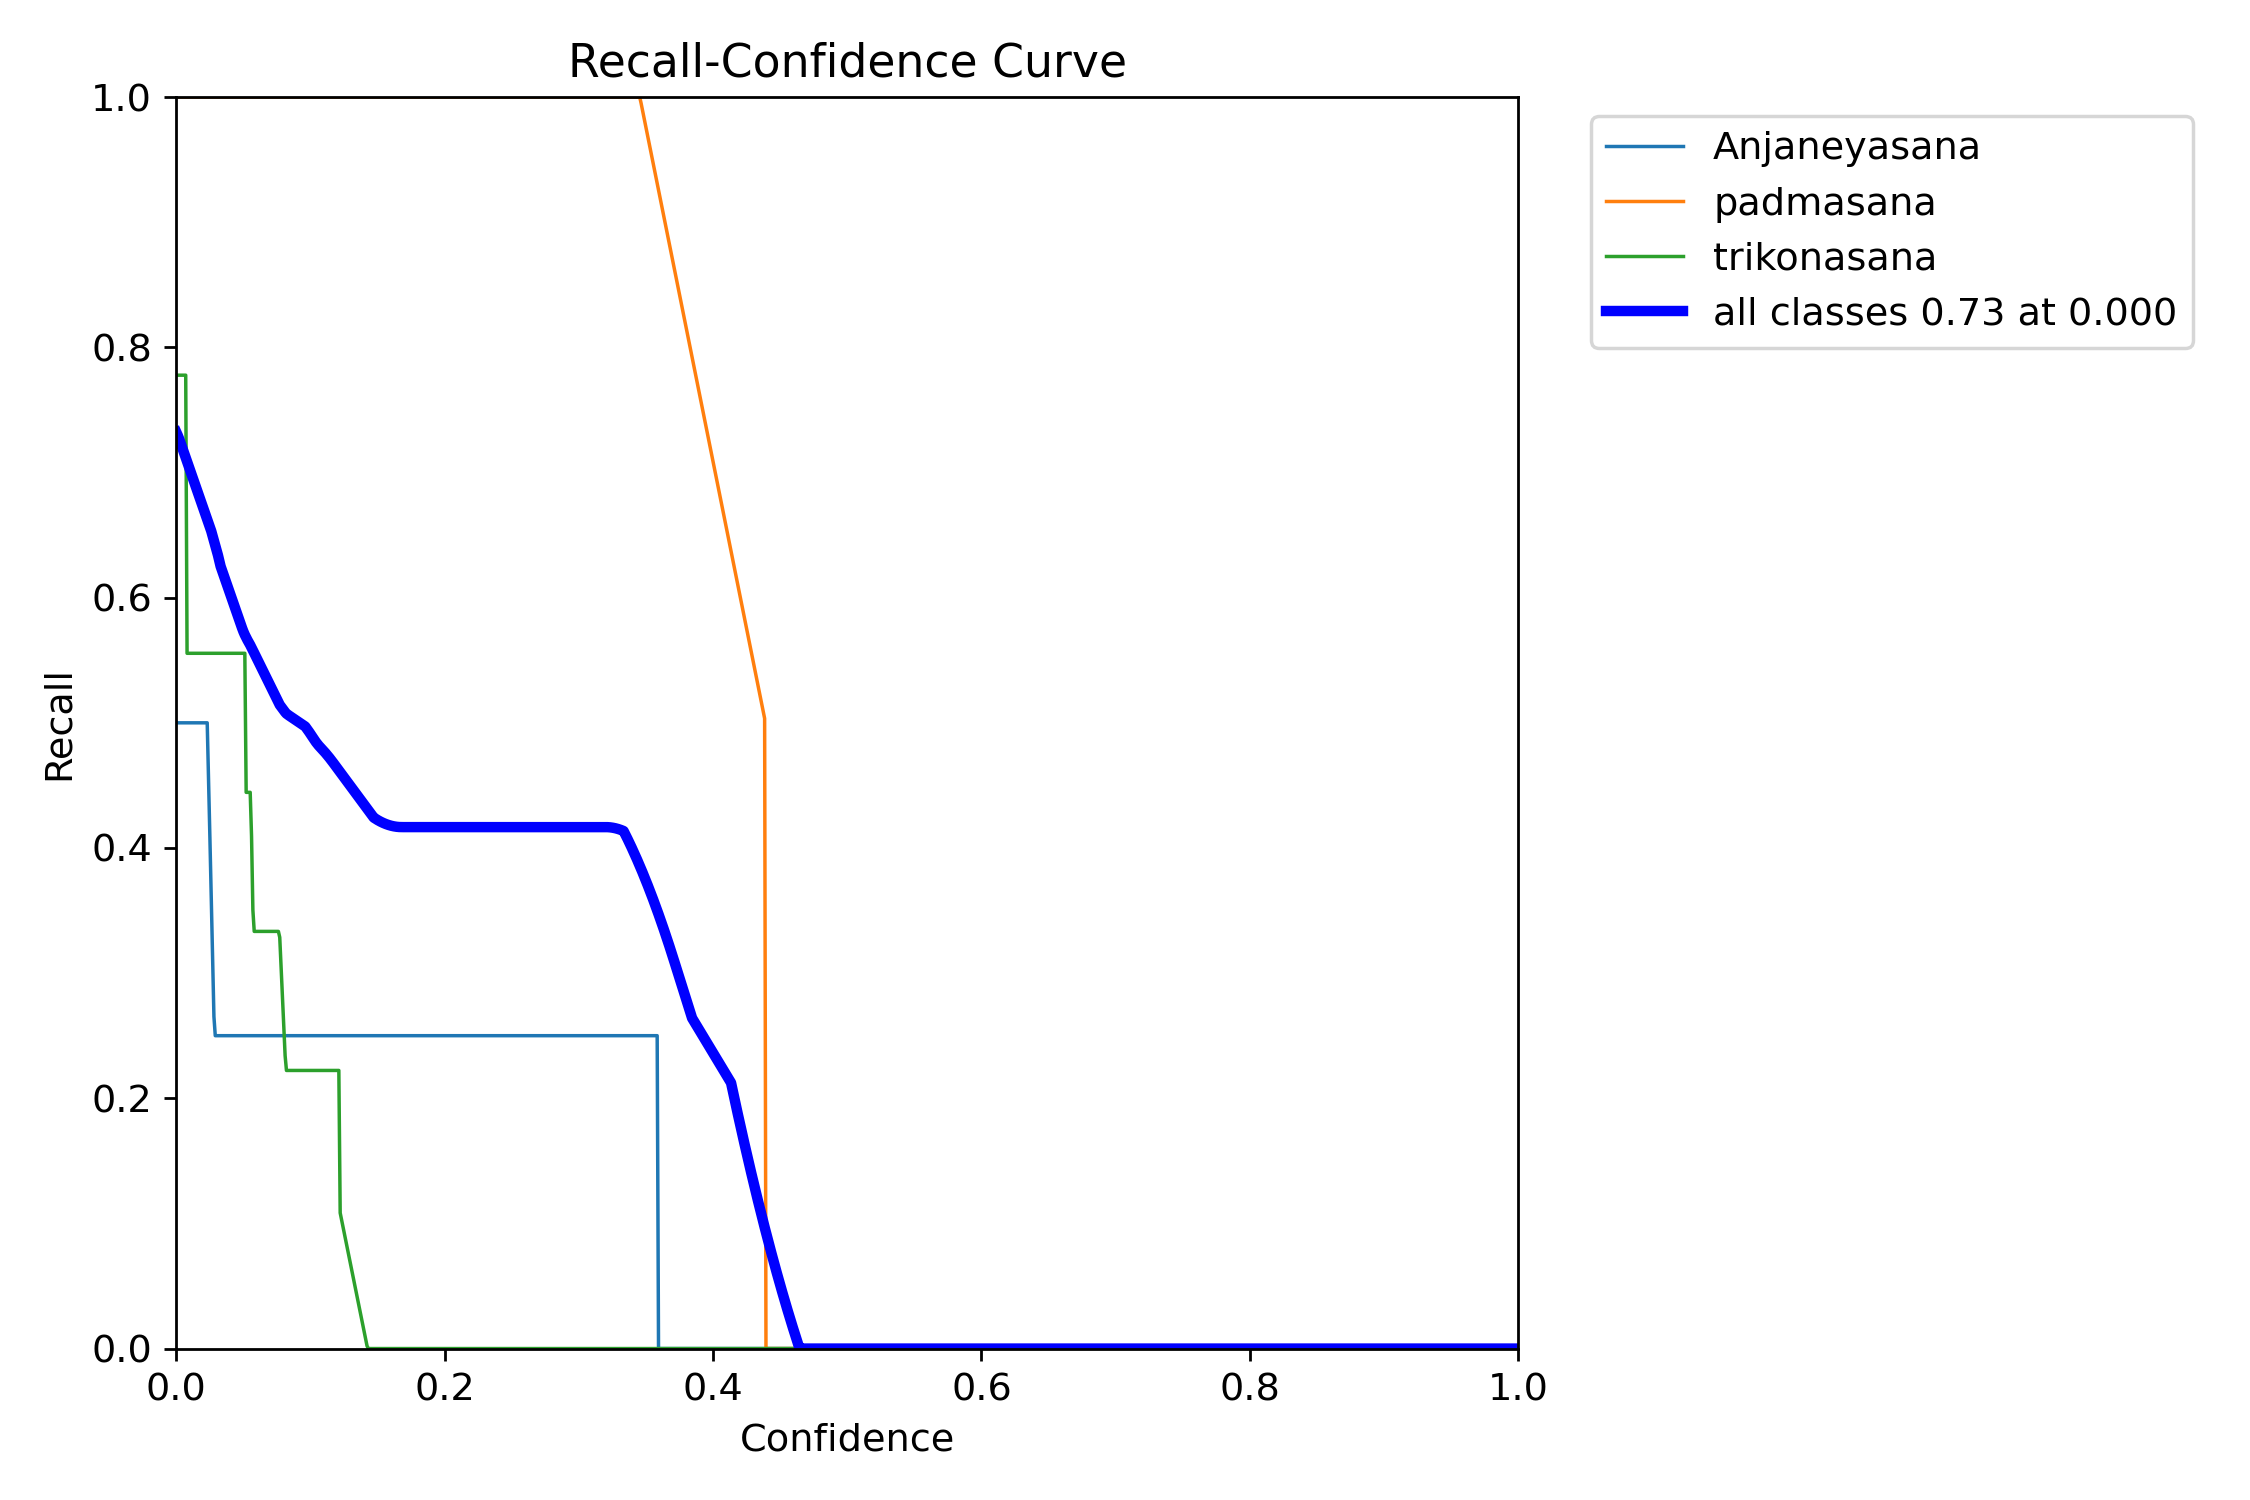 Recall-Confidence Curve
1.0
0.8
0.6
0.4
0.2
0.0
Recall
0.0 0.2 0.4 0.6 0.8 1.0
Confidence
Anjaneyasana
padmasana
trikonasana
all classes 0.73 at 0.000